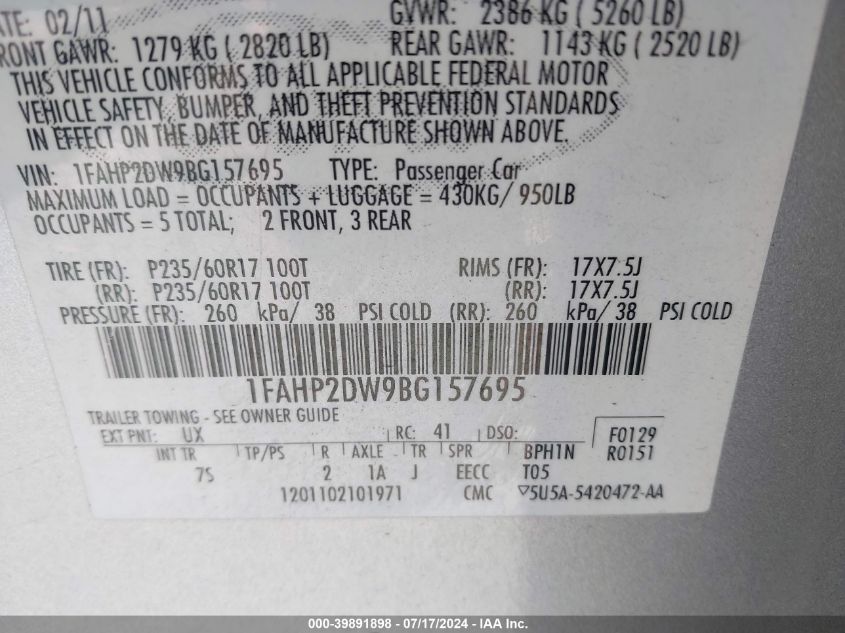 ATE: 02/11
GVWR: 2386 KG ( 5260 LB)
RONT GAWR: 1279 KG ( 2820 LB)
REAR GAWR: 1143 KG ( 2520 LB)
THIS VEHICLE CONFORMS TO ALL APPLICABLE FEDERAL MOTOR
VEHICLE SAFETY, BUMPER, AND THEFT PREVENTION STANDARDS
IN EFFECT ON THE DATE OF MANUFACTURE SHOWN ABOVE.
VIN: 1FAHP2DW9BG157695 TYPE: Passenger Car
MAXIMUM LOAD = OCCUPANTS + LUGGAGE = 430KG/ 950LB
OCCUPANTS = 5 TOTAL; 2 FRONT, 3 REAR
TIRE (FR): P235/60R17 100T RIMS (FR): 17X7.5J
(RR): P235/60R17 100T (RR): 17X7.5J
PRESSURE (FR): 260 kPa/ 38 PSI COLD (RR): 260 kPa/ 38 PSI COLD
1FAHP2DW9BG157695
TRAILER TOWING - SEE OWNER GUIDE
EXT PNT: UX RC: 41 DSO: F0129
INT TR TP/PS R AXLE TR SPR BPH1N R0151
7S 2 1A J EECC T05
1201102101971 CMC 5U5A-5420472-AA
000-39891898 - 07/17/2024 - IAA Inc.